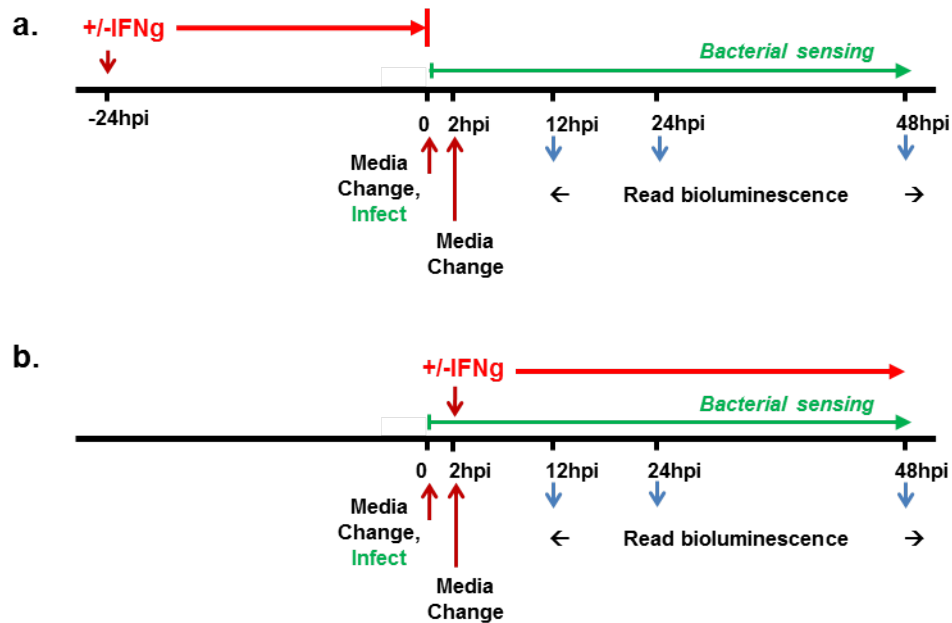 a.
+/-IFNg
Bacterial sensing
-24hpi
0
2hpi
12hpi
24hpi
48hpi
Media
Change,
Infect
Read bioluminescence
Media
Change
b.
+/-IFNg
Bacterial sensing
0
2hpi
12hpi
24hpi
48hpi
Media
Change,
Infect
Read bioluminescence
Media
Change